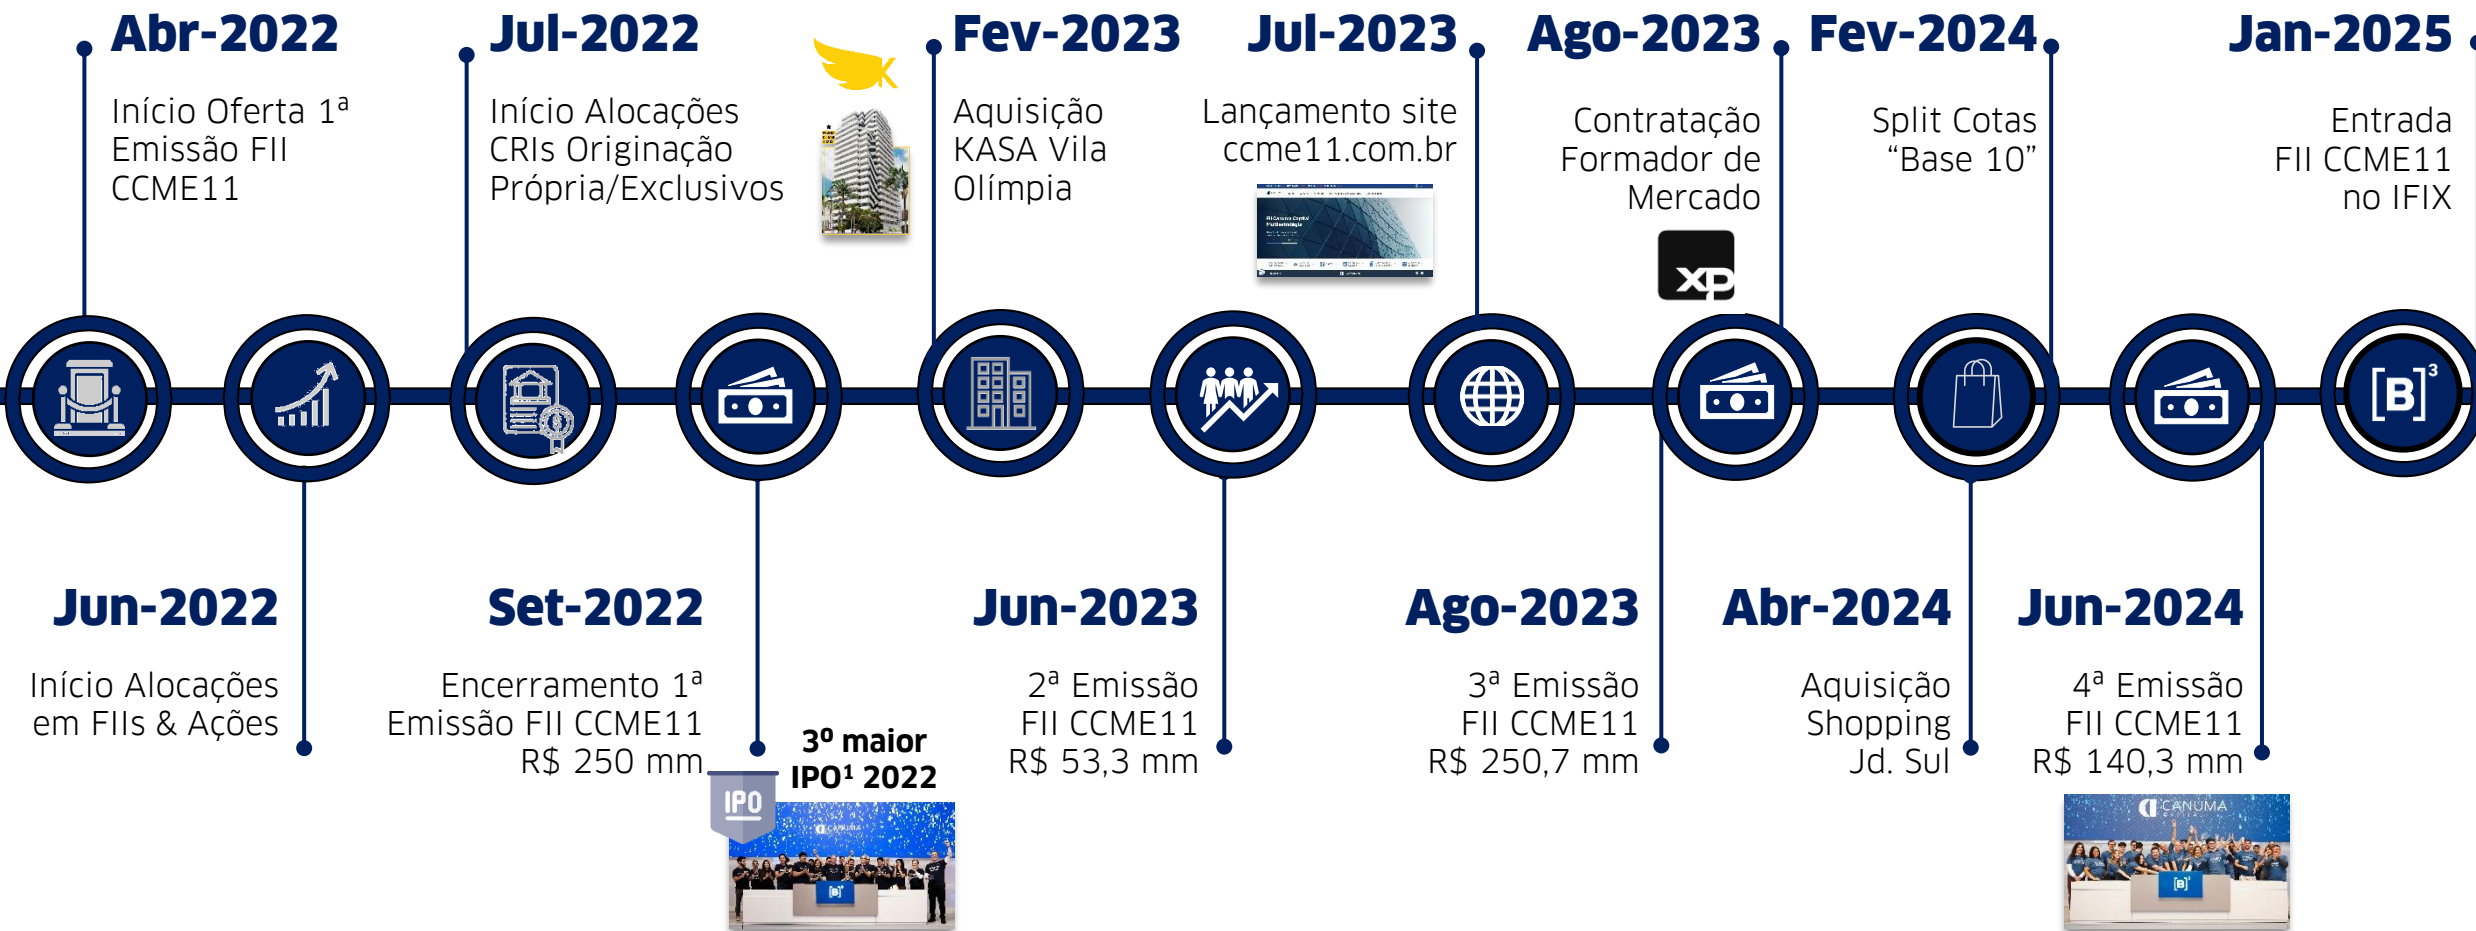 Abr-2022
Início Oferta 1ª
Emissão FII
CCME11
Jul-2022
Início Alocações
CRIs Originação
Própria/Exclusivos
K
Fev-2023
Aquisição
KASA Vila
Olímpia
Jul-2023
Lançamento site
ccme11.com.br
Ago-2023
Contratação
Formador de
Mercado
XP
Fev-2024
Split Cotas
“Base 10”
Jan-2025
Entrada
FII CCME11
no IFIX
[B]³
Jun-2022
Início Alocações
em FIIs & Ações
Set-2022
Encerramento 1ª
Emissão FII CCME11
R$ 250 mm
3º maior
IPO¹ 2022
IPO
CANUMA
[B]³
Jun-2023
2ª Emissão
FII CCME11
R$ 53,3 mm
Ago-2023
3ª Emissão
FII CCME11
R$ 250,7 mm
Abr-2024
Aquisição
Shopping
Jd. Sul
Jun-2024
4ª Emissão
FII CCME11
R$ 140,3 mm
CANUMA
[B]³